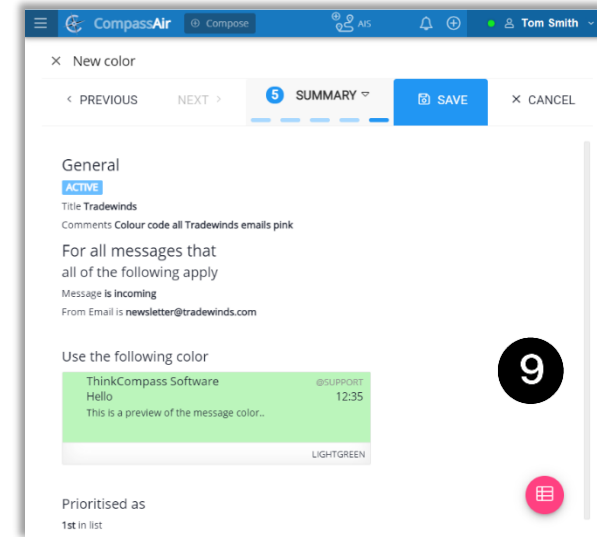 CompassAir Compose AIS Tom Smith
New color
PREVIOUS NEXT 5 SUMMARY SAVE CANCEL
General
ACTIVE
Title Tradewinds
Comments Colour code all Tradewinds emails pink
For all messages that
all of the following apply
Message is incoming
From Email is newsletter@tradewinds.com
Use the following color
ThinkCompass Software @SUPPORT
Hello 12:35
This is a preview of the message color..
LIGHTGREEN
9
Prioritised as
1st in list